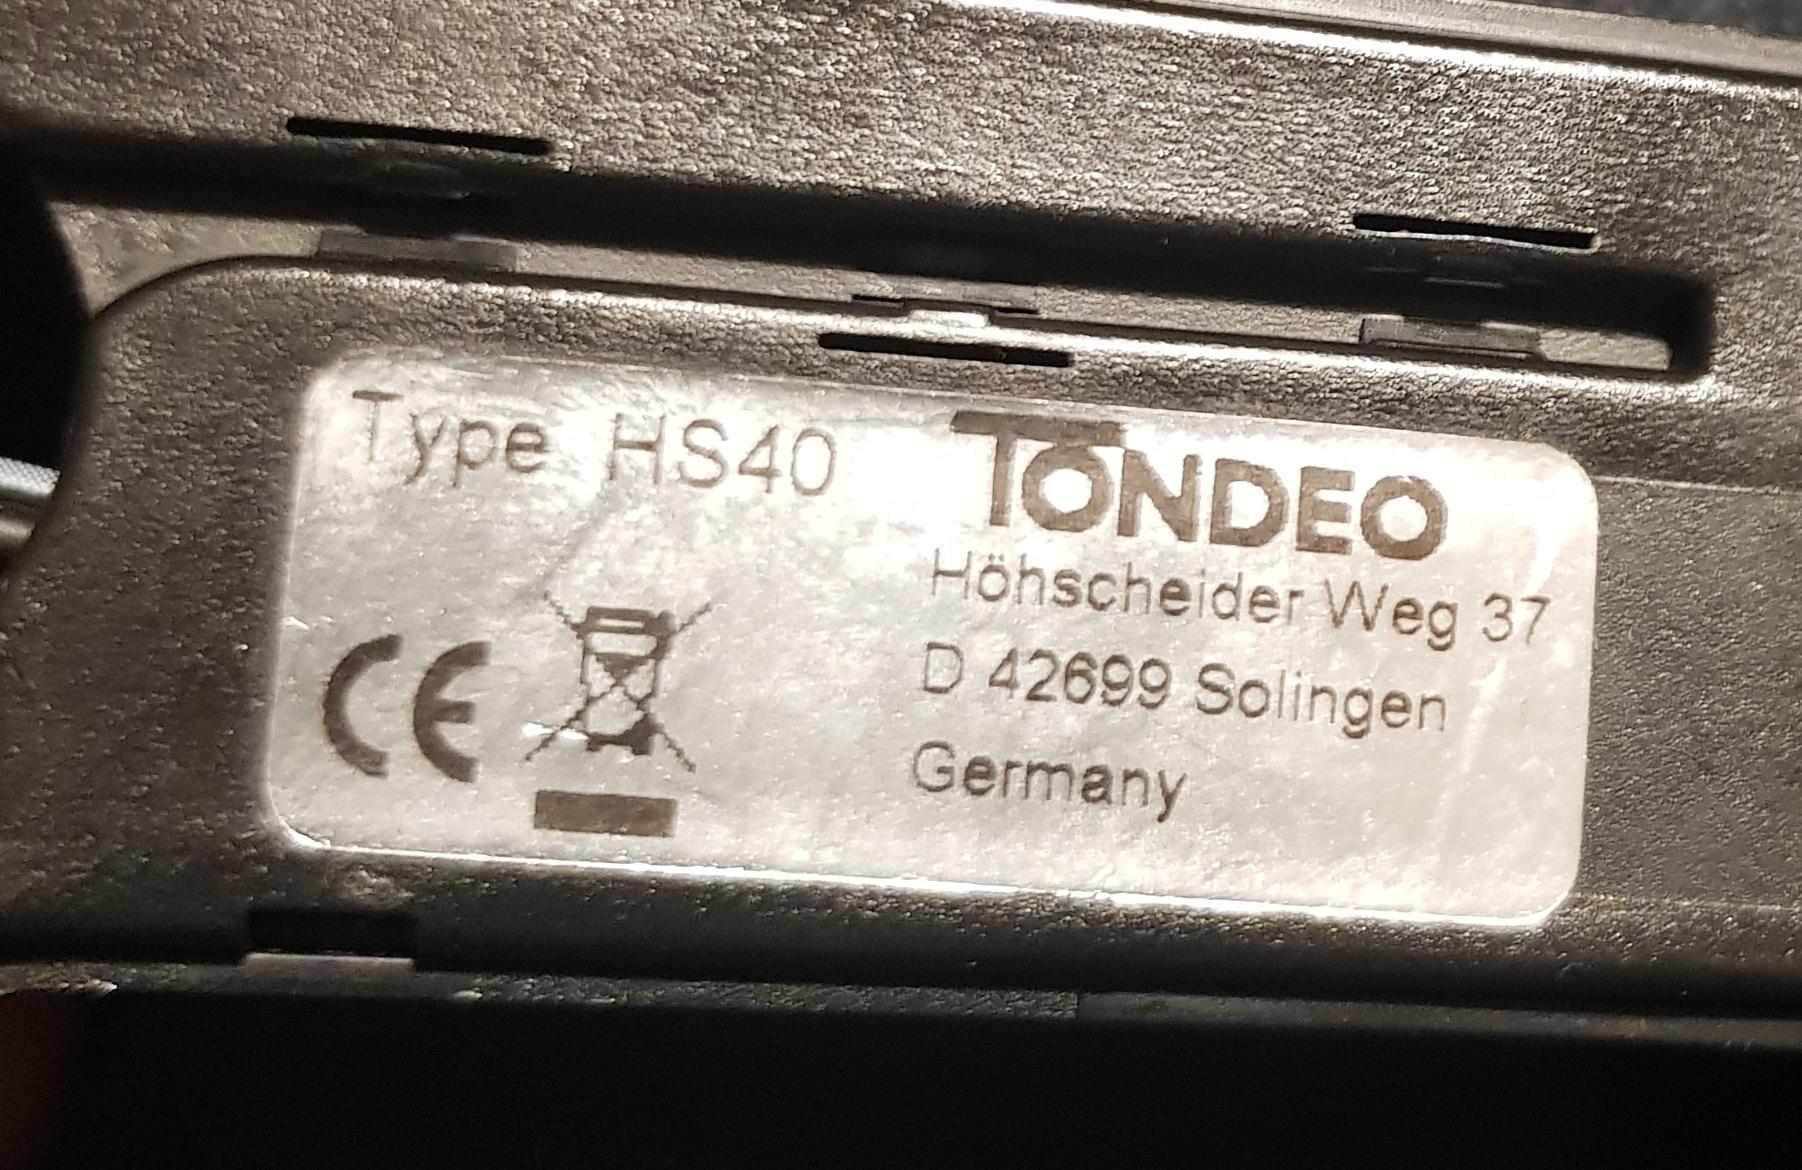 Type HS40
TONDEO
Höhscheider Weg 37
D 42699 Solingen
Germany
CE